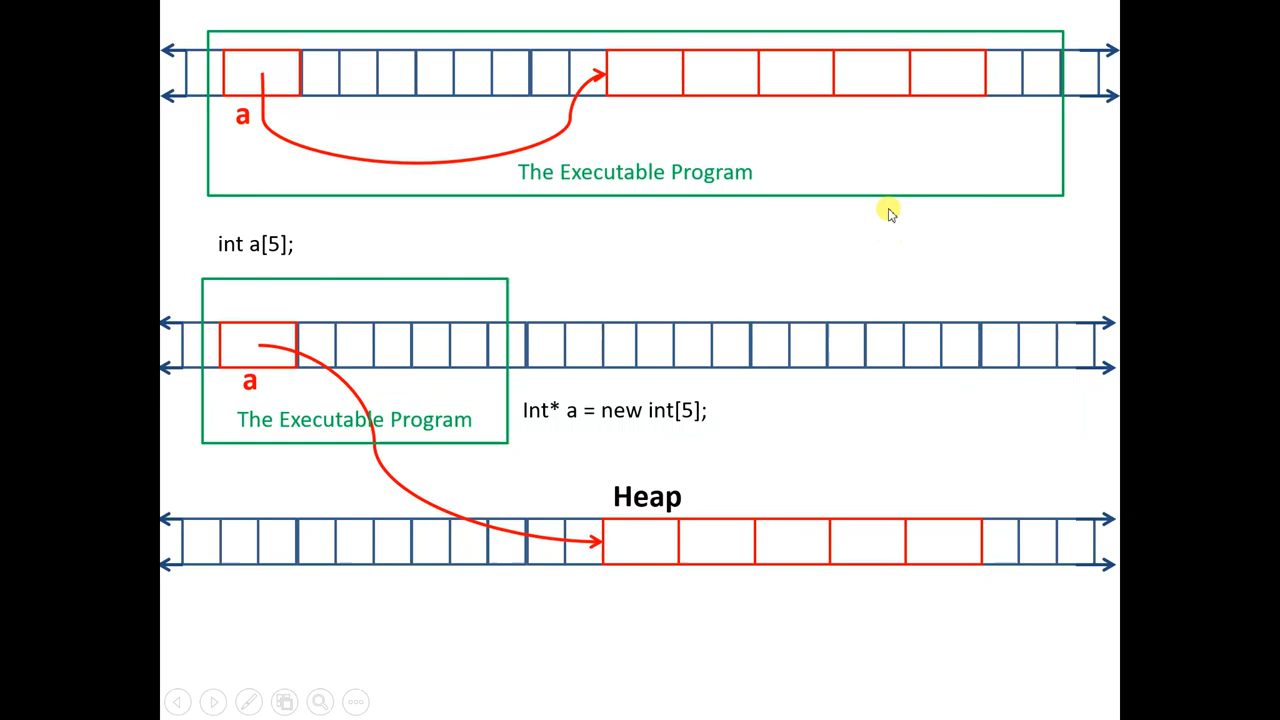 a
The Executable Program
int a[5];
a
The Executable Program
Int* a = new int[5];
Heap